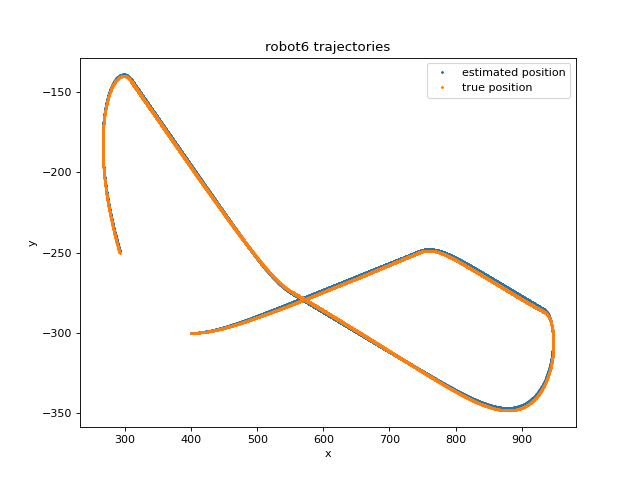 robot6 trajectories
estimated position
true position
y
−150
−200
−250
−300
−350
300 400 500 600 700 800 900
x